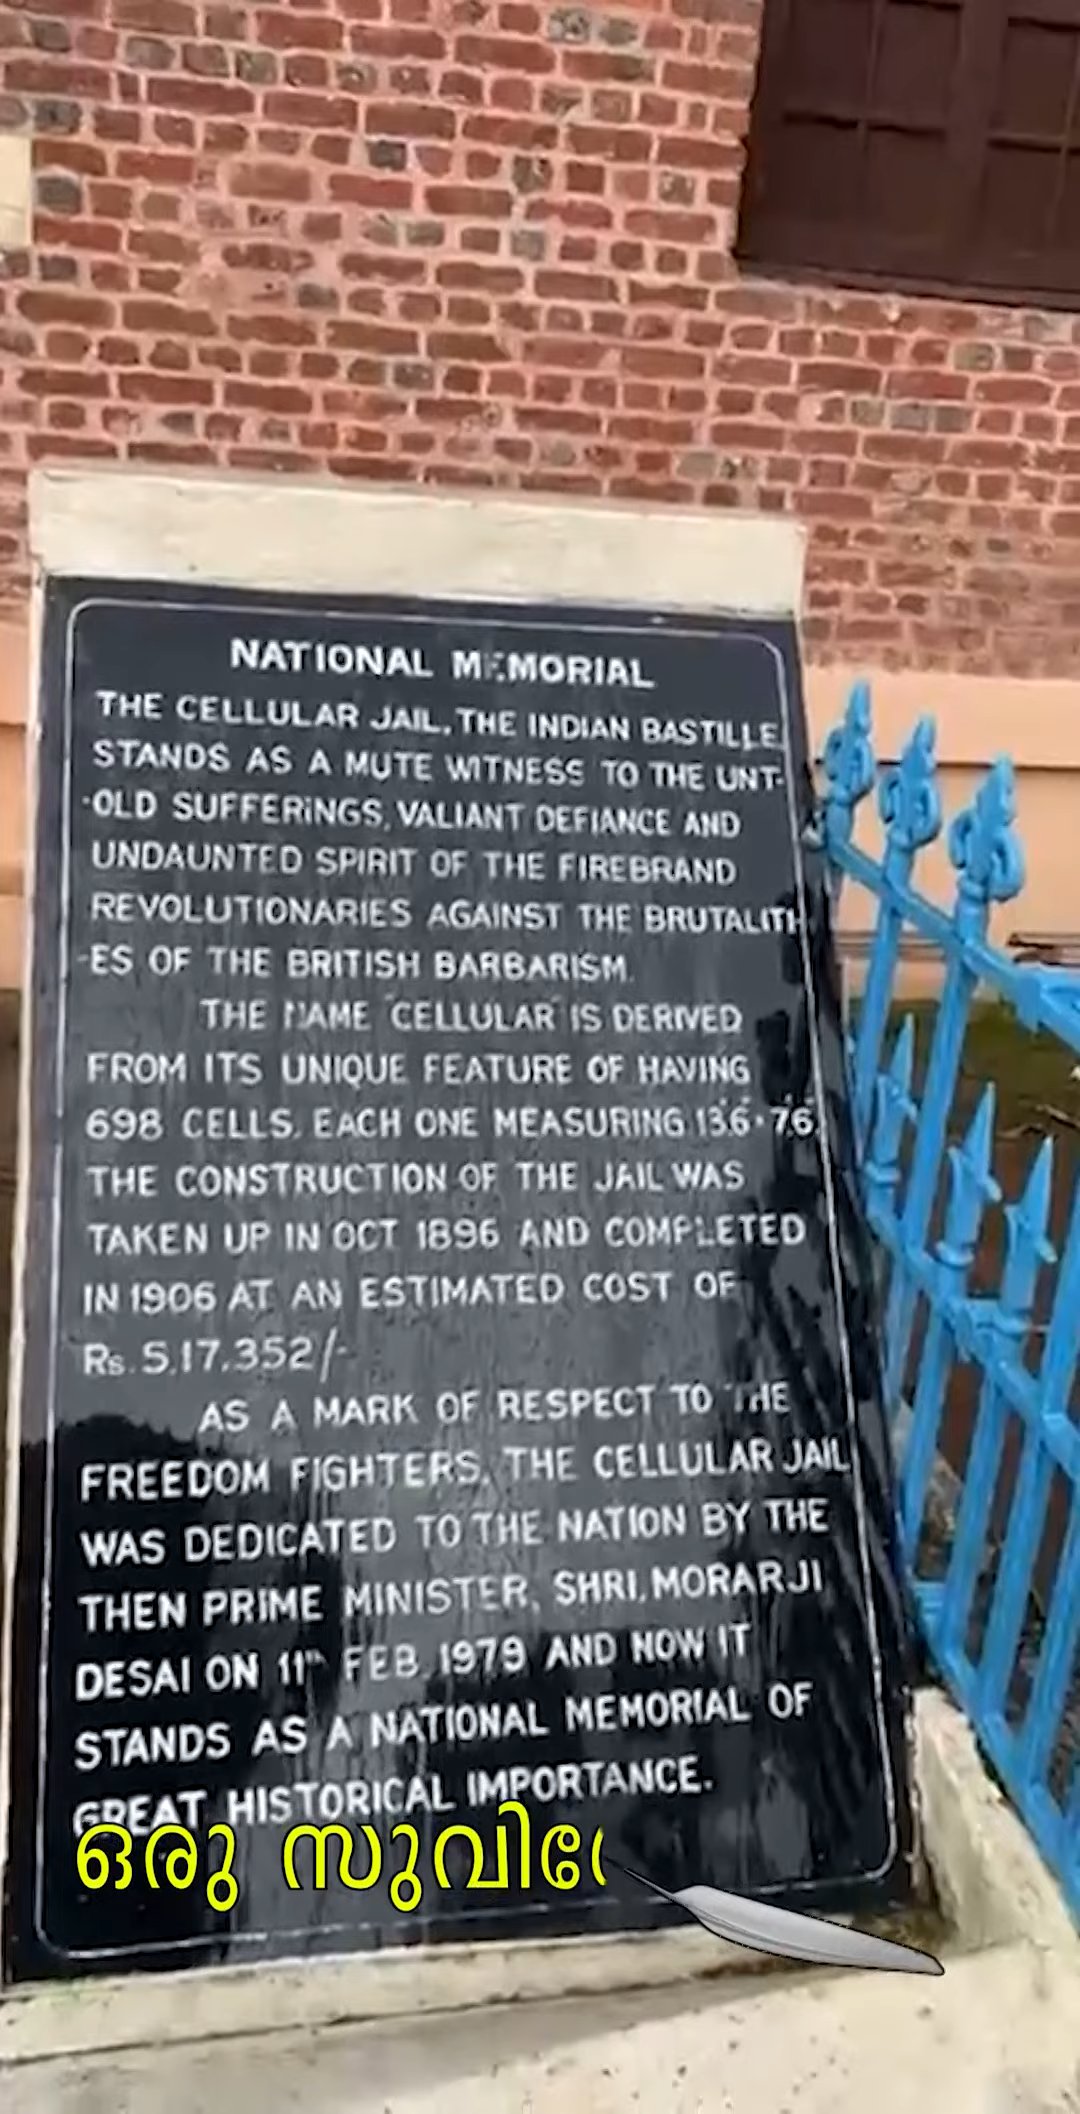 NATIONAL MEMORIAL
THE CELLULAR JAIL, THE INDIAN BASTILLE,
STANDS AS A MUTE WITNESS TO THE UNT-
-OLD SUFFERINGS, VALIANT DEFIANCE AND
UNDAUNTED SPIRIT OF THE FIREBRAND
REVOLUTIONARIES AGAINST THE BRUTALITI-
-ES OF THE BRITISH BARBARISM.
THE NAME "CELLULAR" IS DERIVED
FROM ITS UNIQUE FEATURE OF HAVING
698 CELLS, EACH ONE MEASURING 13'.6"×7'.6".
THE CONSTRUCTION OF THE JAIL WAS
TAKEN UP IN OCT 1896 AND COMPLETED
IN 1906 AT AN ESTIMATED COST OF
Rs. 5,17,352/-
AS A MARK OF RESPECT TO THE
FREEDOM FIGHTERS, THE CELLULAR JAIL
WAS DEDICATED TO THE NATION BY THE
THEN PRIME MINISTER, SHRI. MORARJI
DESAI ON 11TH FEB. 1979 AND NOW IT
STANDS AS A NATIONAL MEMORIAL OF
GREAT HISTORICAL IMPORTANCE.
ഒരു